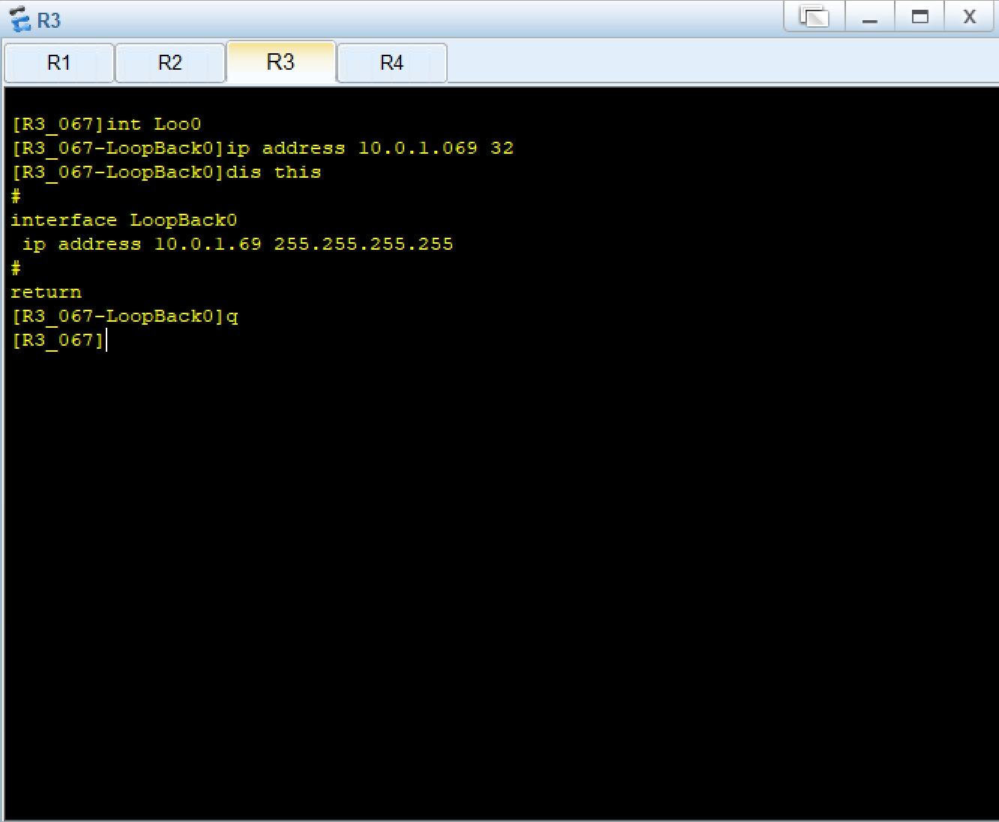 R3
R1
R2
R3
R4
[R3_067]int Loo0
[R3_067-LoopBack0]ip address 10.0.1.069 32
[R3_067-LoopBack0]dis this
#
interface LoopBack0
 ip address 10.0.1.69 255.255.255.255
#
return
[R3_067-LoopBack0]q
[R3_067]